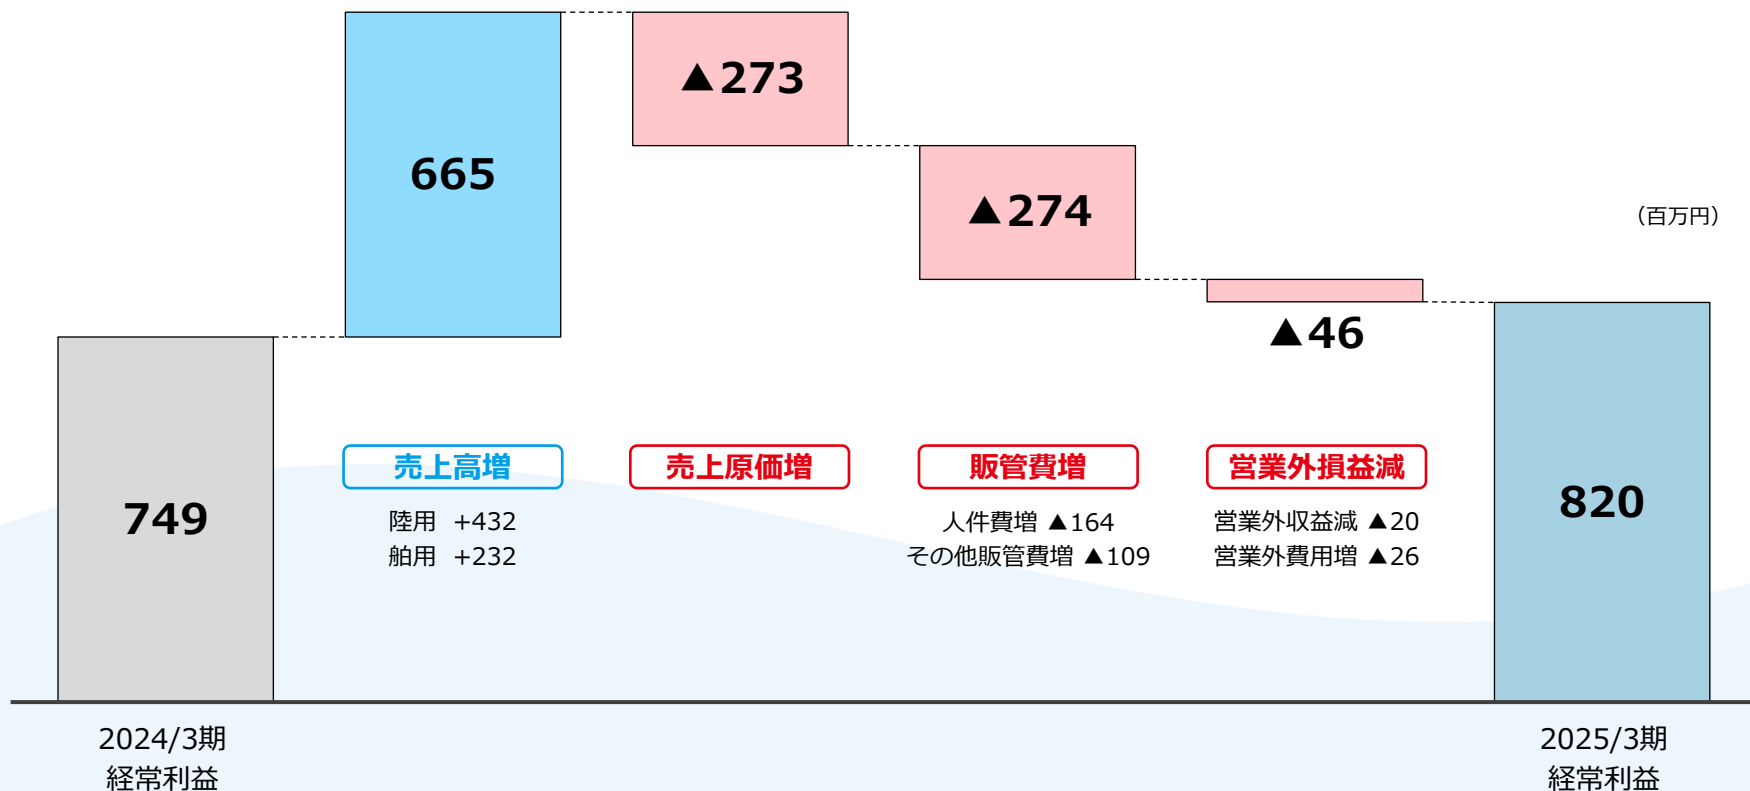 ▲273
665
▲274
（百万円）
▲46
売上高増
売上原価増
販管費増
営業外損益減
749
陸用 +432
舶用 +232
人件費増 ▲164
その他販管費増 ▲109
営業外収益減 ▲20
営業外費用増 ▲26
820
2024/3期
経常利益
2025/3期
経常利益